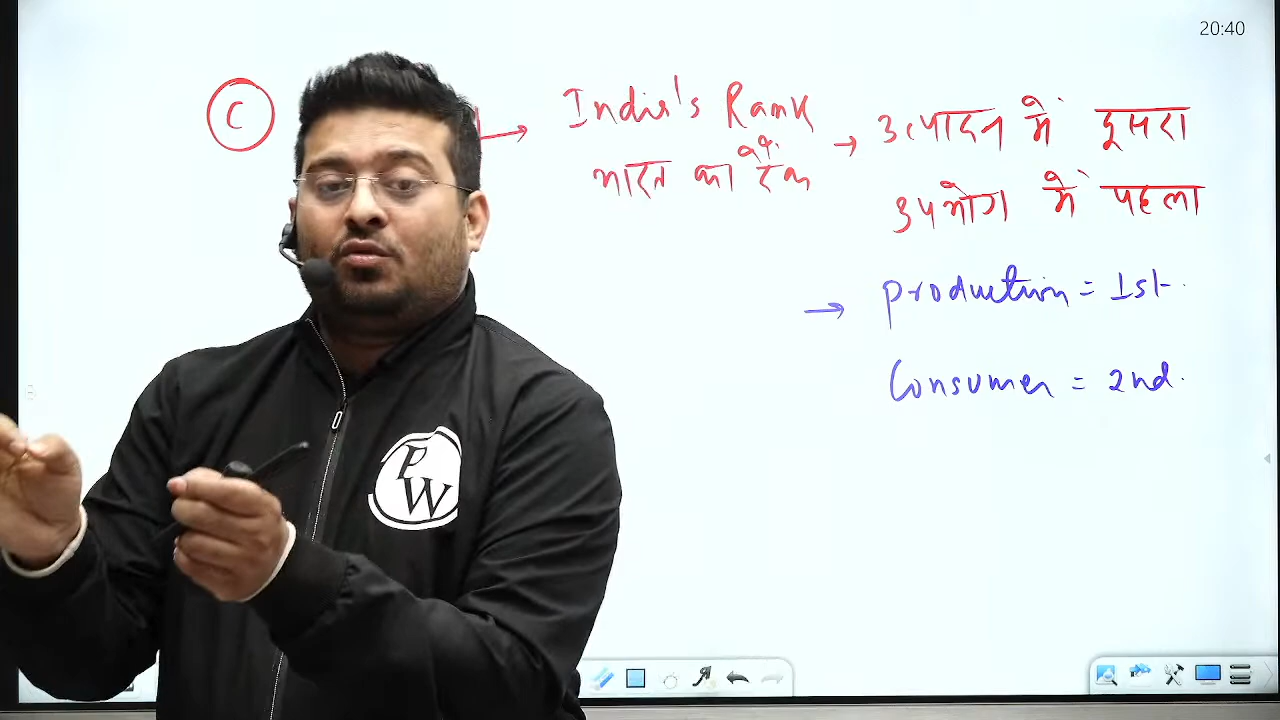 20:40
C
India's Rank
भारत का रैंक
उत्पादन में दूसरा
उपभोग में पहला
production = 1st.
Consumer = 2nd.
PW